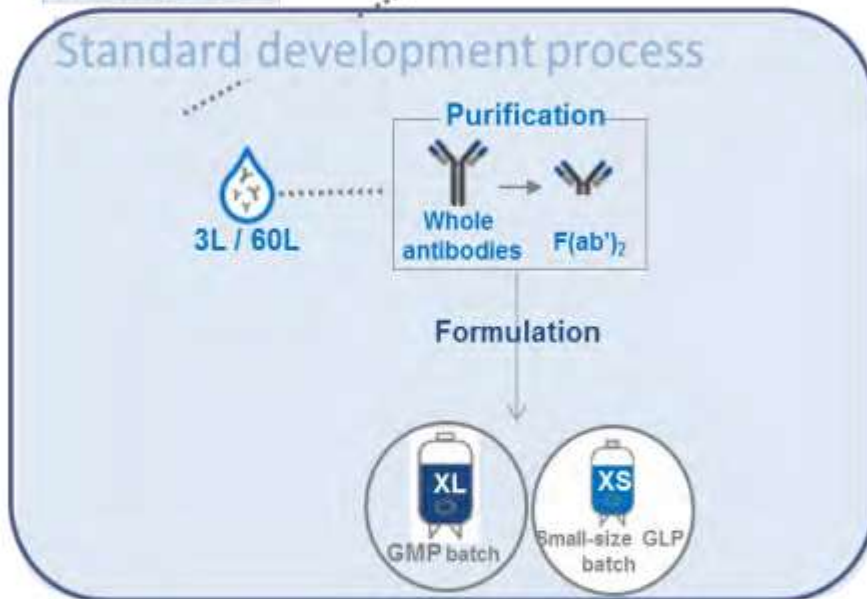 Standard development process
Purification
Whole
antibodies
F(ab')₂
3L / 60L
Formulation
XL
GMP batch
XS
Small-size GLP
batch